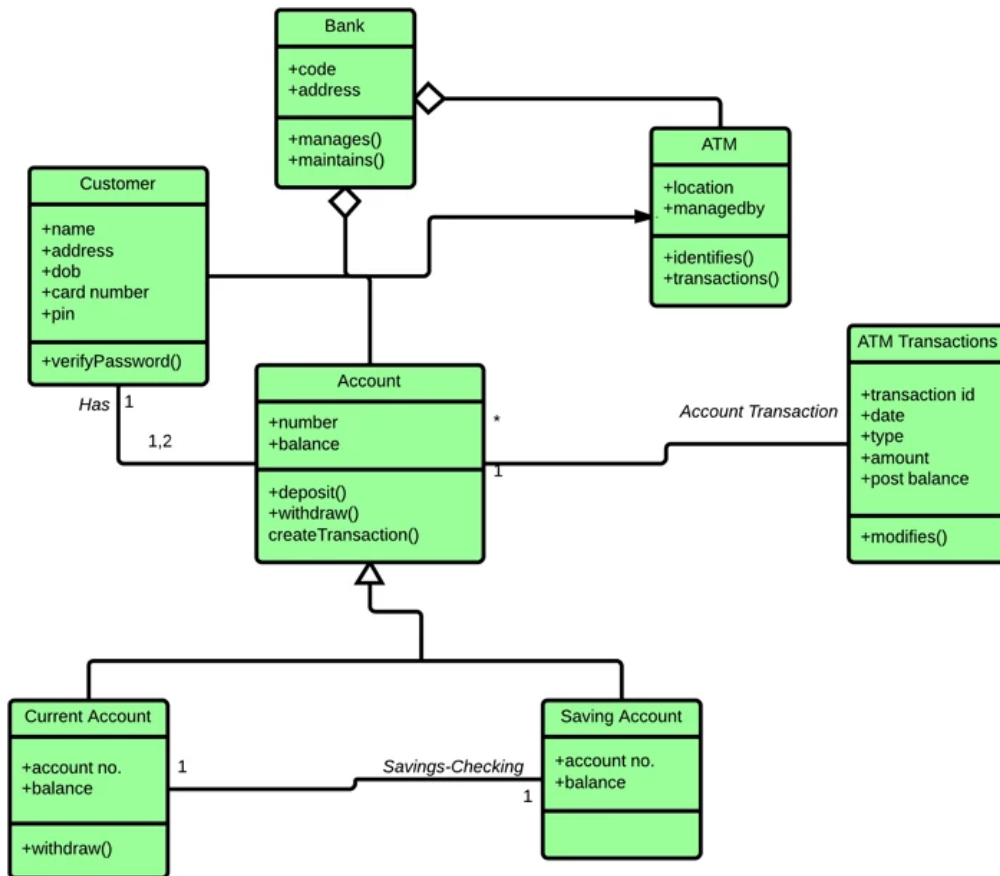 Bank
+code
+address
+manages()
+maintains()
ATM
+location
+managedby
+identifies()
+transactions()
Customer
+name
+address
+dob
+card number
+pin
+verifyPassword()
Has
1
1,2
Account
+number
+balance
+deposit()
+withdraw()
createTransaction()
*
1
Account Transaction
ATM Transactions
+transaction id
+date
+type
+amount
+post balance
+modifies()
Current Account
+account no.
+balance
+withdraw()
1
Savings-Checking
1
Saving Account
+account no.
+balance